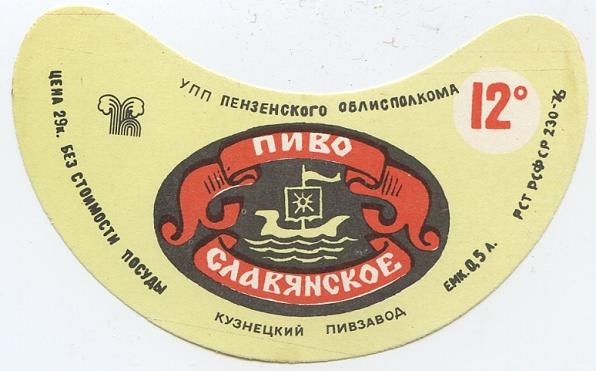 УПП ПЕНЗЕНСКОГО ОБЛИСПОЛКОМА
12°
ЦЕНА 29к. БЕЗ СТОИМОСТИ ПОСУДЫ
ПИВО
СЛАВЯНСКОЕ
КУЗНЕЦКИЙ ПИВЗАВОД
ЕМК. 0,5 л.
РСТ РСФСР 230-76